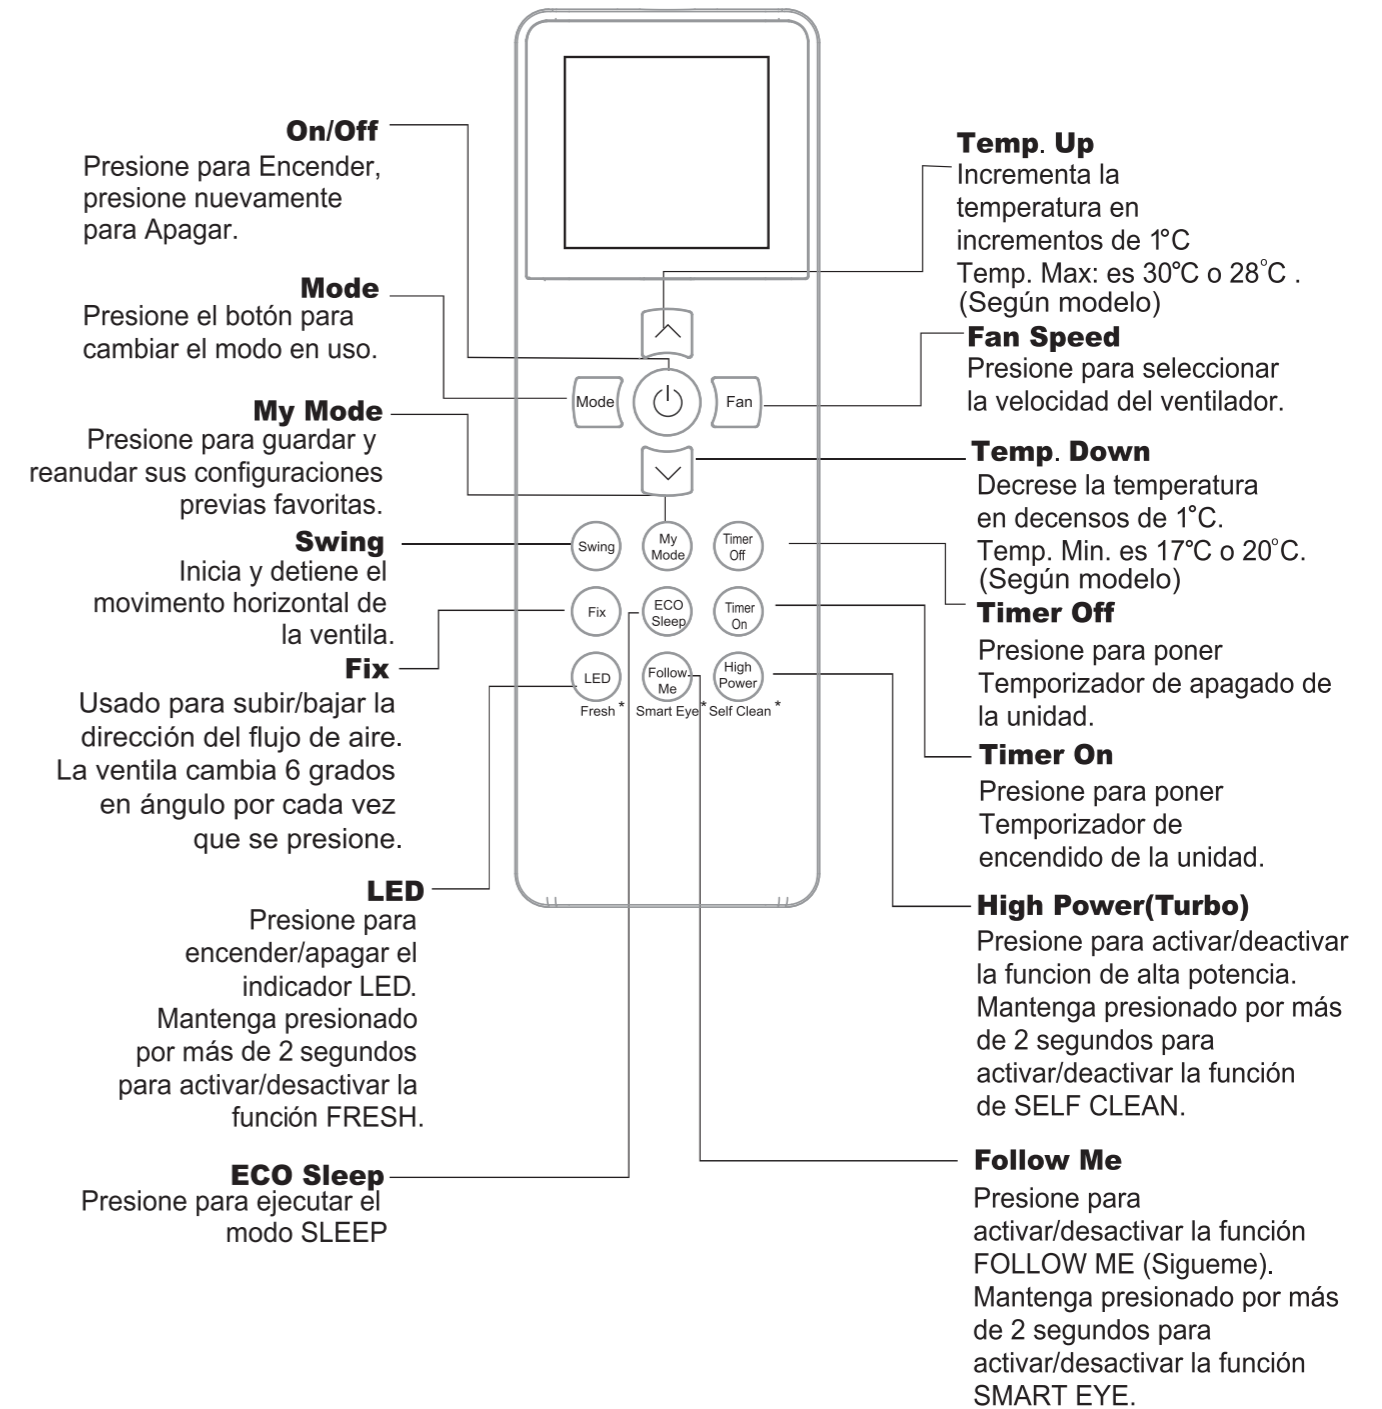 On/Off
Presione para Encender,
presione nuevamente
para Apagar.
Mode
Presione el botón para
cambiar el modo en uso.
My Mode
Presione para guardar y
reanudar sus configuraciones
previas favoritas.
Swing
Inicia y detiene el
movimento horizontal de
la ventila.
Fix
Usado para subir/bajar la
dirección del flujo de aire.
La ventila cambia 6 grados
en ángulo por cada vez
que se presione.
LED
Presione para
encender/apagar el
indicador LED.
Mantenga presionado
por más de 2 segundos
para activar/desactivar la
función FRESH.
ECO Sleep
Presione para ejecutar el
modo SLEEP
Mode
Fan
Swing
My
Mode
Timer
Off
Fix
ECO
Sleep
Timer
On
LED
Follow
Me
High
Power
Fresh * Smart Eye* Self Clean *
Temp. Up
Incrementa la
temperatura en
incrementos de 1°C
Temp. Max: es 30°C o 28°C .
(Según modelo)
Fan Speed
Presione para seleccionar
la velocidad del ventilador.
Temp. Down
Decrese la temperatura
en decensos de 1°C.
Temp. Min. es 17°C o 20°C.
(Según modelo)
Timer Off
Presione para poner
Temporizador de apagado de
la unidad.
Timer On
Presione para poner
Temporizador de
encendido de la unidad.
High Power(Turbo)
Presione para activar/deactivar
la funcion de alta potencia.
Mantenga presionado por más
de 2 segundos para
activar/deactivar la función
de SELF CLEAN.
Follow Me
Presione para
activar/desactivar la función
FOLLOW ME (Sigueme).
Mantenga presionado por más
de 2 segundos para
activar/desactivar la función
SMART EYE.